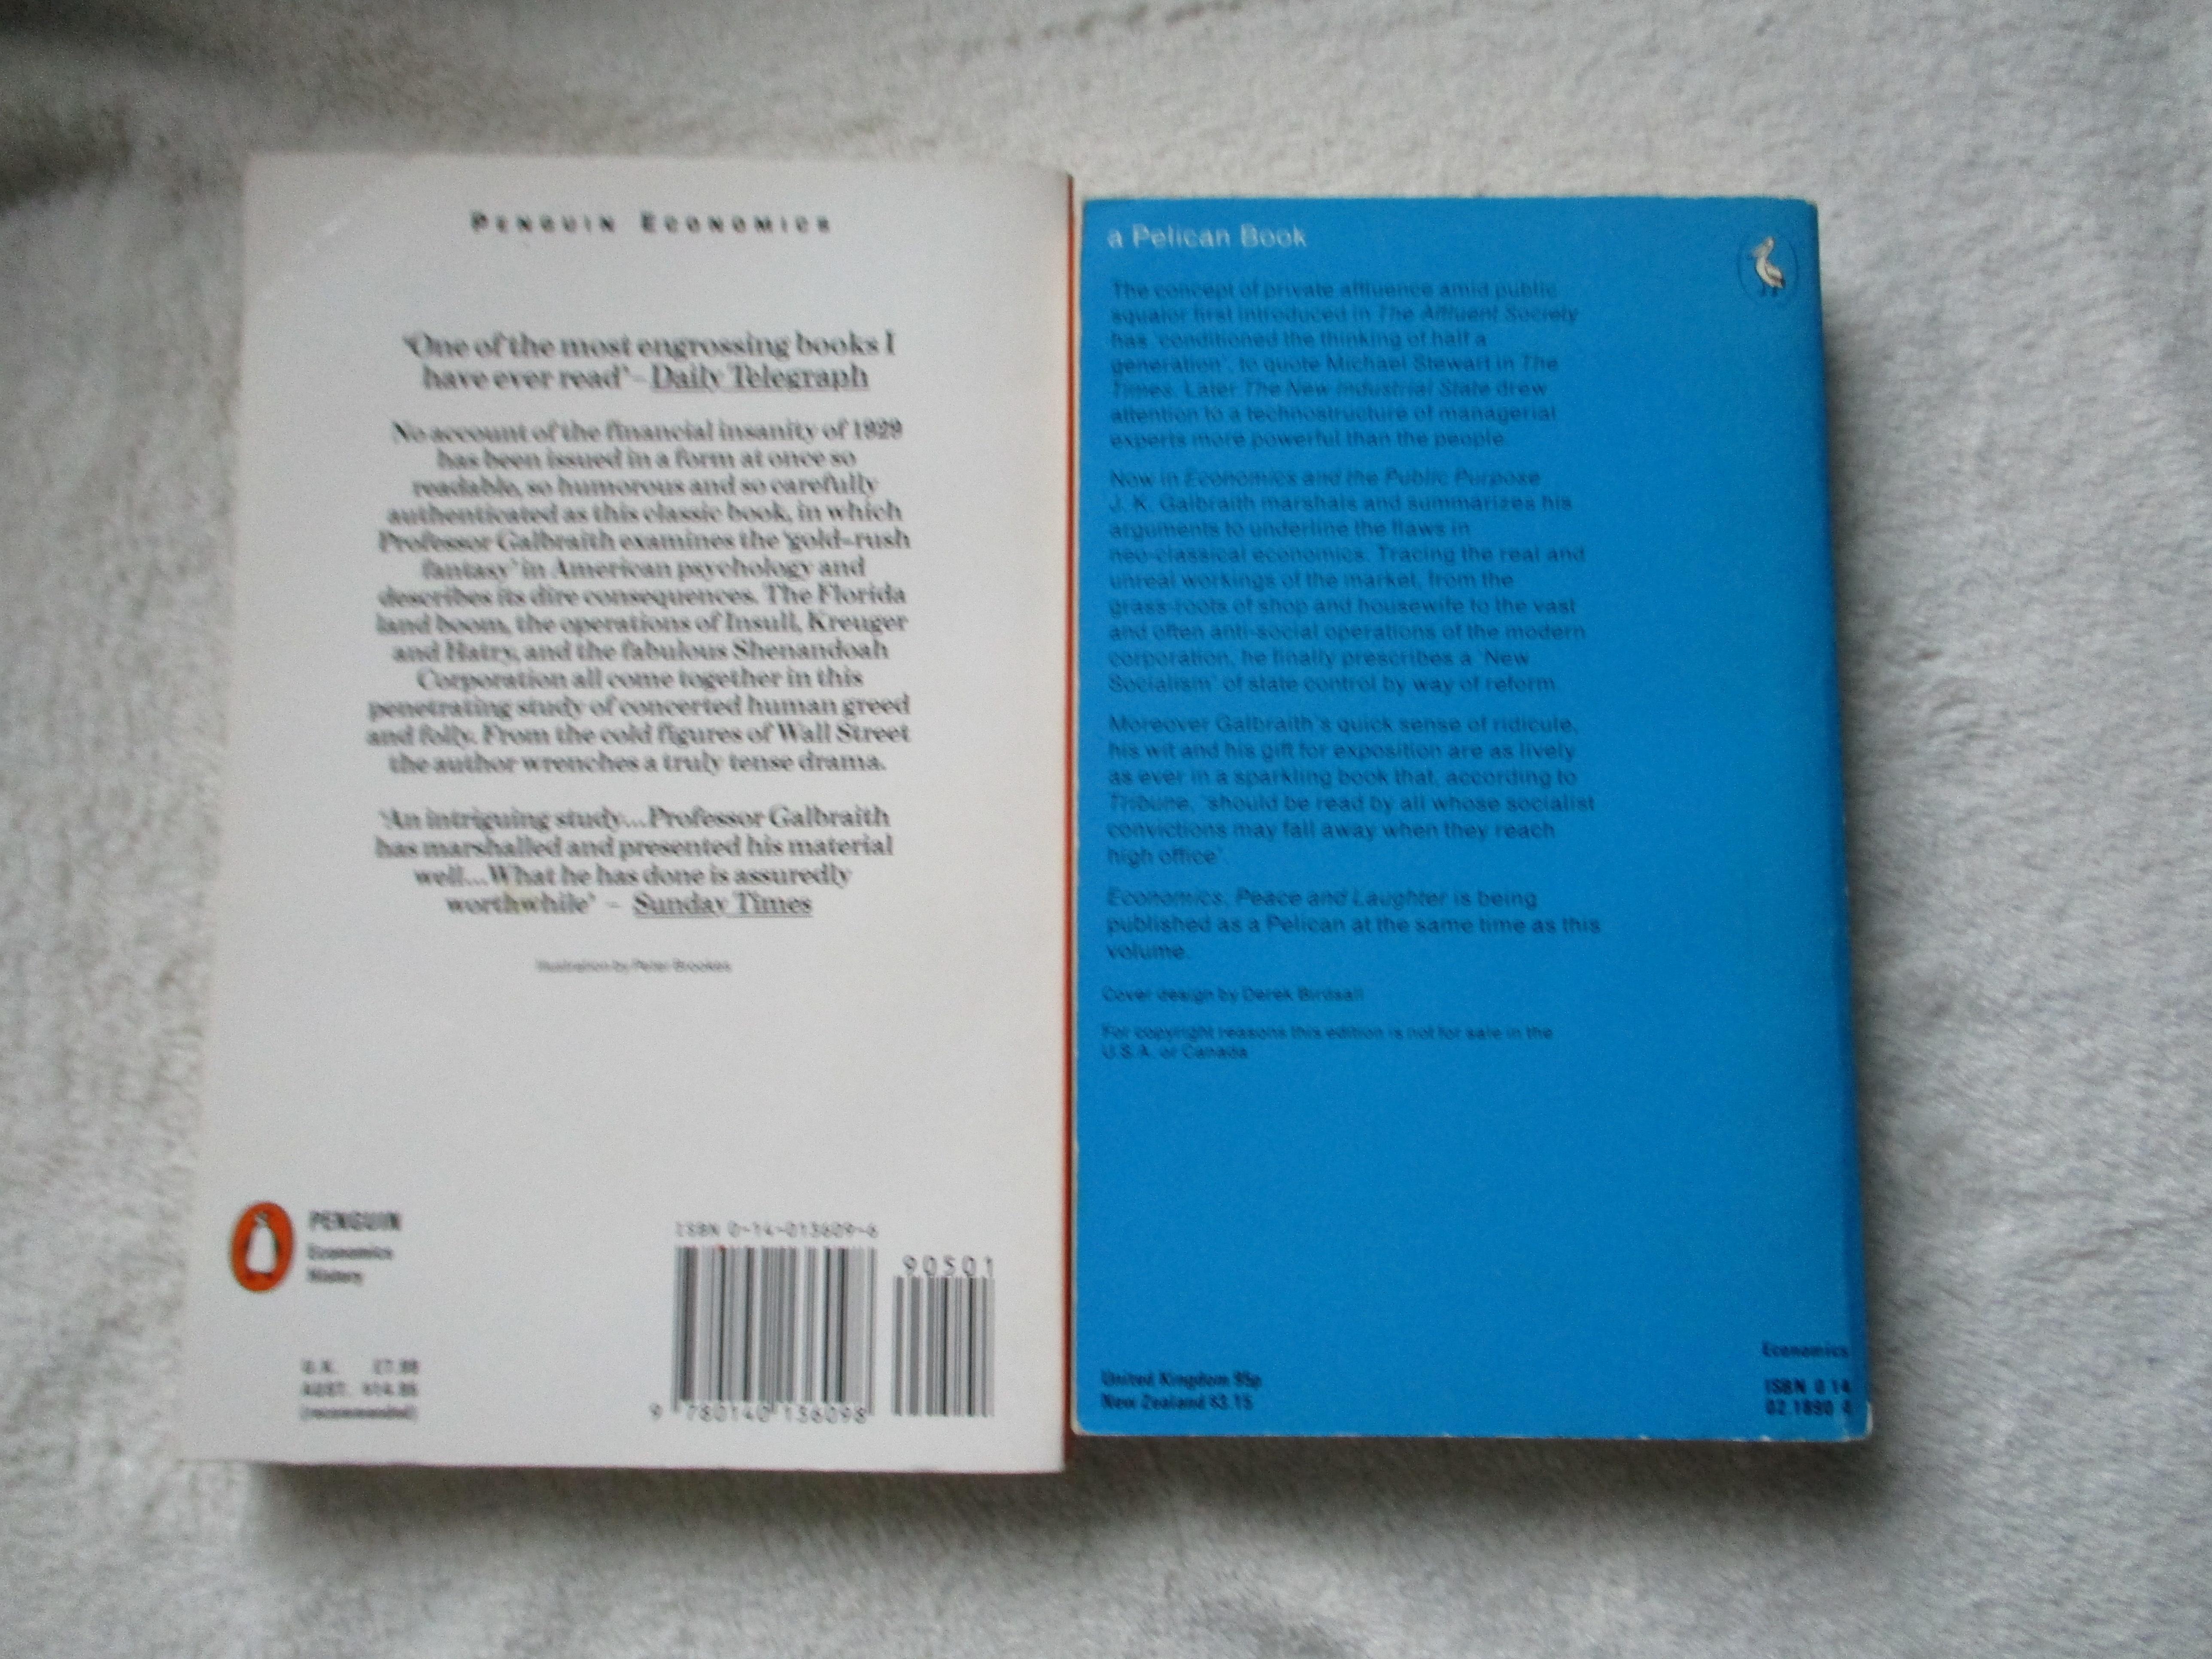 PENGUIN ECONOMICS
'One of the most engrossing books I
have ever read' – Daily Telegraph
No account of the financial insanity of 1929
has been issued in a form at once so
readable, so humorous and so carefully
authenticated as this classic book, in which
Professor Galbraith examines the 'gold-rush
fantasy' in American psychology and
describes its dire consequences. The Florida
land boom, the operations of Insull, Kreuger
and Hatry, and the fabulous Shenandoah
Corporation all come together in this
penetrating study of concerted human greed
and folly. From the cold figures of Wall Street
the author wrenches a truly tense drama.
'An intriguing study...Professor Galbraith
has marshalled and presented his material
well...What he has done is assuredly
worthwhile' – Sunday Times
Illustration by Peter Brookes
PENGUIN
Economics
History
U.K.
AUST.
(recommended)
ISBN 0-14-013609-6
90501
9 780140 136098
a Pelican Book
The concept of private affluence amid public
squalor first introduced in The Affluent Society
has 'conditioned the thinking of half a
generation', to quote Michael Stewart in The
Times. Later The New Industrial State drew
attention to a technostructure of managerial
experts more powerful than the people.
Now in Economics and the Public Purpose
J. K. Galbraith marshals and summarizes his
arguments to underline the flaws in
neo-classical economics. Tracing the real and
unreal workings of the market, from the
grass-roots of shop and housewife to the vast
and often anti-social operations of the modern
corporation, he finally prescribes a 'New
Socialism' of state control by way of reform.
Moreover Galbraith's quick sense of ridicule,
his wit and his gift for exposition are as lively
as ever in a sparkling book that, according to
Tribune, 'should be read by all whose socialist
convictions may fall away when they reach
high office'.
Economics, Peace and Laughter is being
published as a Pelican at the same time as this
volume.
Cover design by Derek Birdsall
For copyright reasons this edition is not for sale in the
U.S.A. or Canada
United Kingdom 95p
New Zealand $3.15
Economics
ISBN 0 14
02 1890 4